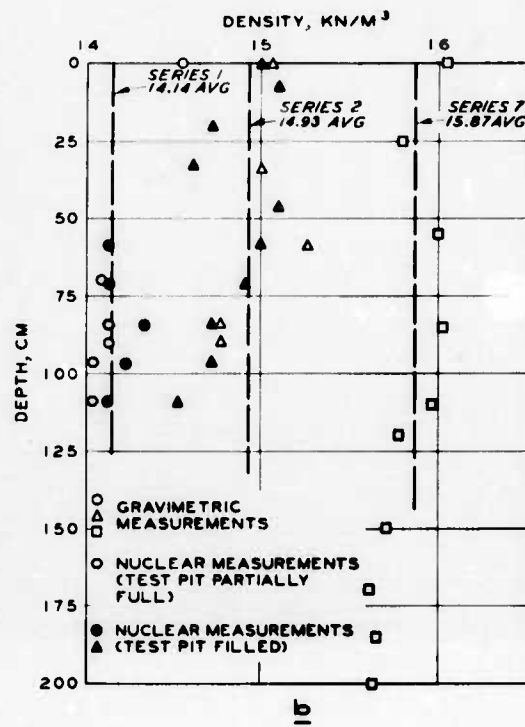 DENSITY, KN/M³
14 15 16
0
SERIES 1
14.14 AVG
SERIES 2
14.93 AVG
SERIES 7
15.87 AVG
25
50
75
100
125
150
175
200
DEPTH, CM
GRAVIMETRIC
MEASUREMENTS
NUCLEAR MEASUREMENTS
(TEST PIT PARTIALLY
FULL)
NUCLEAR MEASUREMENTS
(TEST PIT FILLED)
b